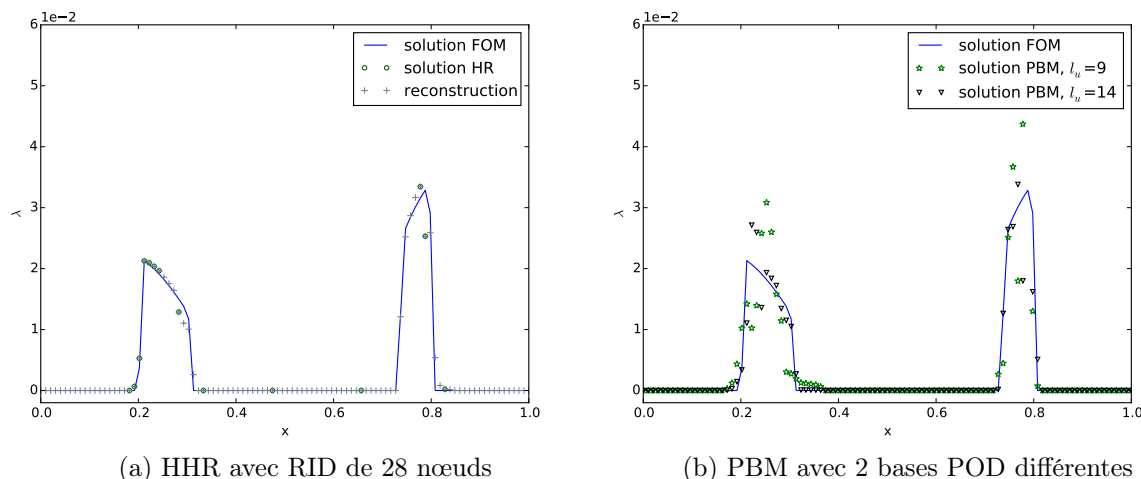 1e−2
6
5
4
3
2
1
0
λ
0.0 0.2 0.4 0.6 0.8 1.0
x
solution FOM
solution HR
reconstruction
(a) HHR avec RID de 28 nœuds
1e−2
6
5
4
3
2
1
0
λ
0.0 0.2 0.4 0.6 0.8 1.0
x
solution FOM
solution PBM, l_u=9
solution PBM, l_u=14
(b) PBM avec 2 bases POD différentes